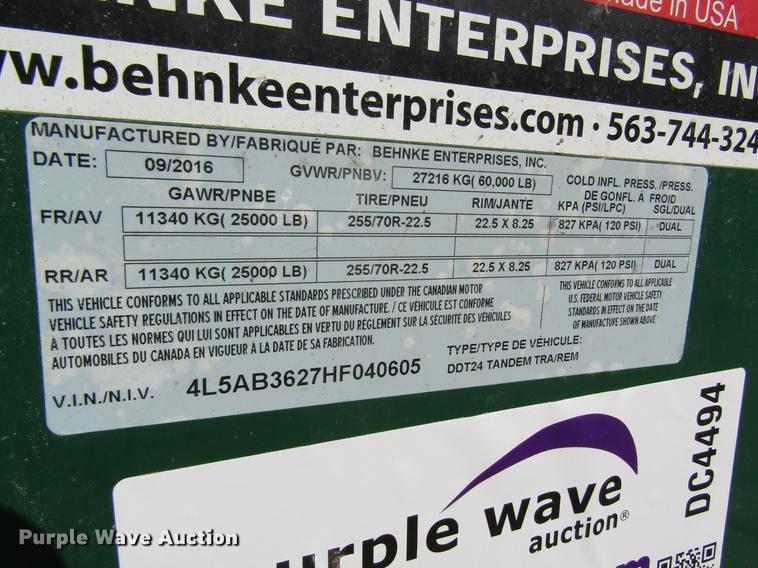 Made in USA
ENTERPRISES, IN
www.behnkeenterprises.com · 563-744-324
MANUFACTURED BY/FABRIQUÉ PAR: BEHNKE ENTERPRISES, INC.
DATE: 09/2016 GVWR/PNBV: 27216 KG( 60,000 LB)
COLD INFL. PRESS. /PRESS.
DE GONFL. À FROID
GAWR/PNBE TIRE/PNEU RIM/JANTE KPA (PSI/LPC) SGL/DUAL
FR/AV 11340 KG( 25000 LB) 255/70R-22.5 22.5 X 8.25 827 KPA( 120 PSI) DUAL
RR/AR 11340 KG( 25000 LB) 255/70R-22.5 22.5 X 8.25 827 KPA( 120 PSI) DUAL
THIS VEHICLE CONFORMS TO ALL APPLICABLE STANDARDS PRESCRIBED UNDER THE CANADIAN MOTOR
VEHICLE SAFETY REGULATIONS IN EFFECT ON THE DATE OF MANUFACTURE. / CE VÉHICULE EST CONFORME
À TOUTES LES NORMES QUI LUI SONT APPLICABLES EN VERTU DU RÈGLEMENT SUR LA SÉCURITÉ DES VÉHICULES
AUTOMOBILES DU CANADA EN VIGUEUR À LA DATE DE SA FABRICATION.
THIS VEHICLE CONFORMS TO ALL APPLICABLE
U.S. FEDERAL MOTOR VEHICLE SAFETY
STANDARDS IN EFFECT ON THE DATE
OF MANUFACTURE SHOWN ABOVE
V.I.N./N.I.V. 4L5AB3627HF040605
TYPE/TYPE DE VÉHICULE:
DDT24 TANDEM TRA/REM
purple wave
auction®
DC4494
Purple Wave Auction